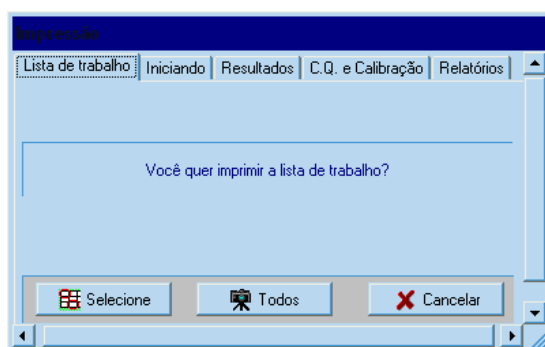 Impressão
Lista de trabalho Iniciando Resultados C.Q. e Calibração Relatórios
Você quer imprimir a lista de trabalho?
Selecione Todos Cancelar